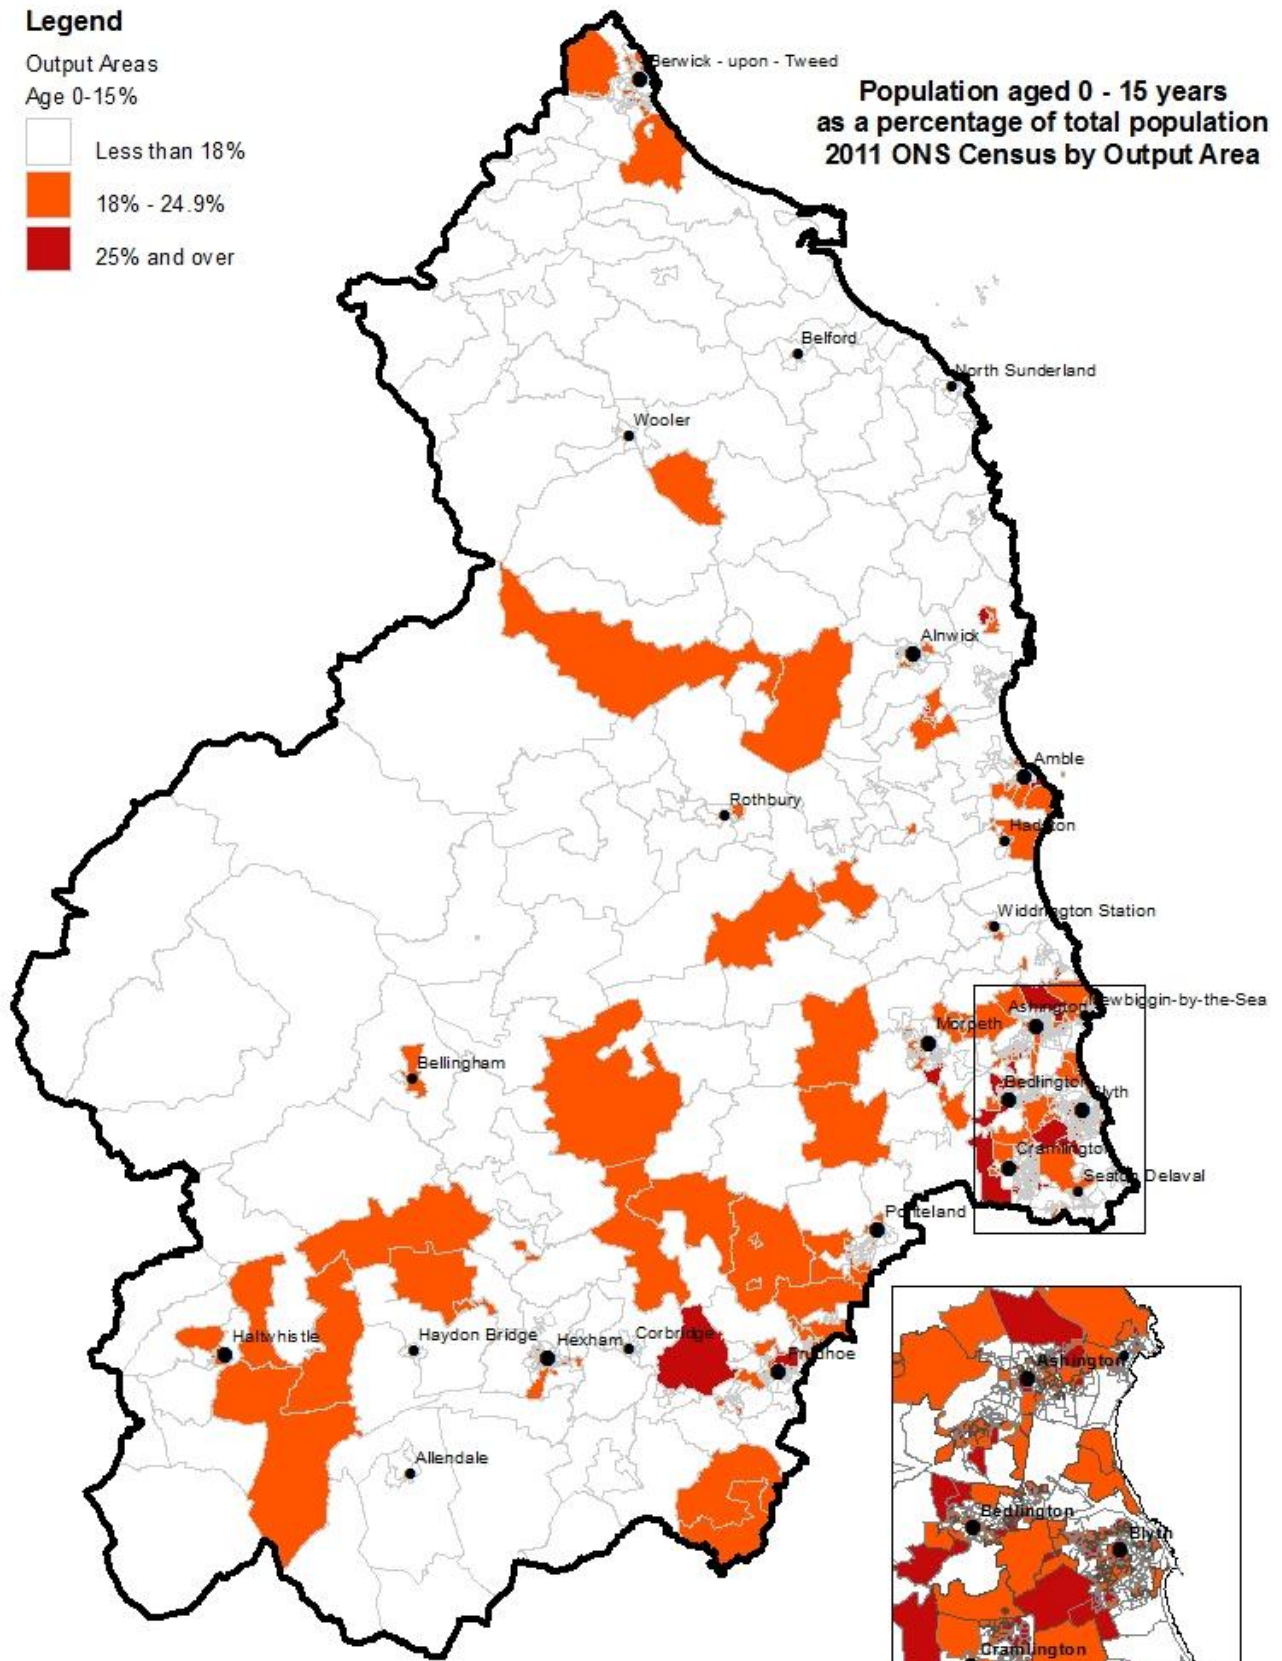 Legend
Output Areas
Age 0-15%
Less than 18%
18% - 24.9%
25% and over
Population aged 0 - 15 years
as a percentage of total population
2011 ONS Census by Output Area
Berwick - upon - Tweed
Belford
North Sunderland
Wooler
Alnwick
Amble
Rothbury
Hadston
Widdrington Station
Newbiggin-by-the-Sea
Ashington
Morpeth
Bellingham
Bedlington
Blyth
Cramlington
Seaton Delaval
Ponteland
Haltwhistle
Haydon Bridge
Hexham
Corbridge
Prudhoe
Allendale
Ashington
Bedlington
Blyth
Cramlington